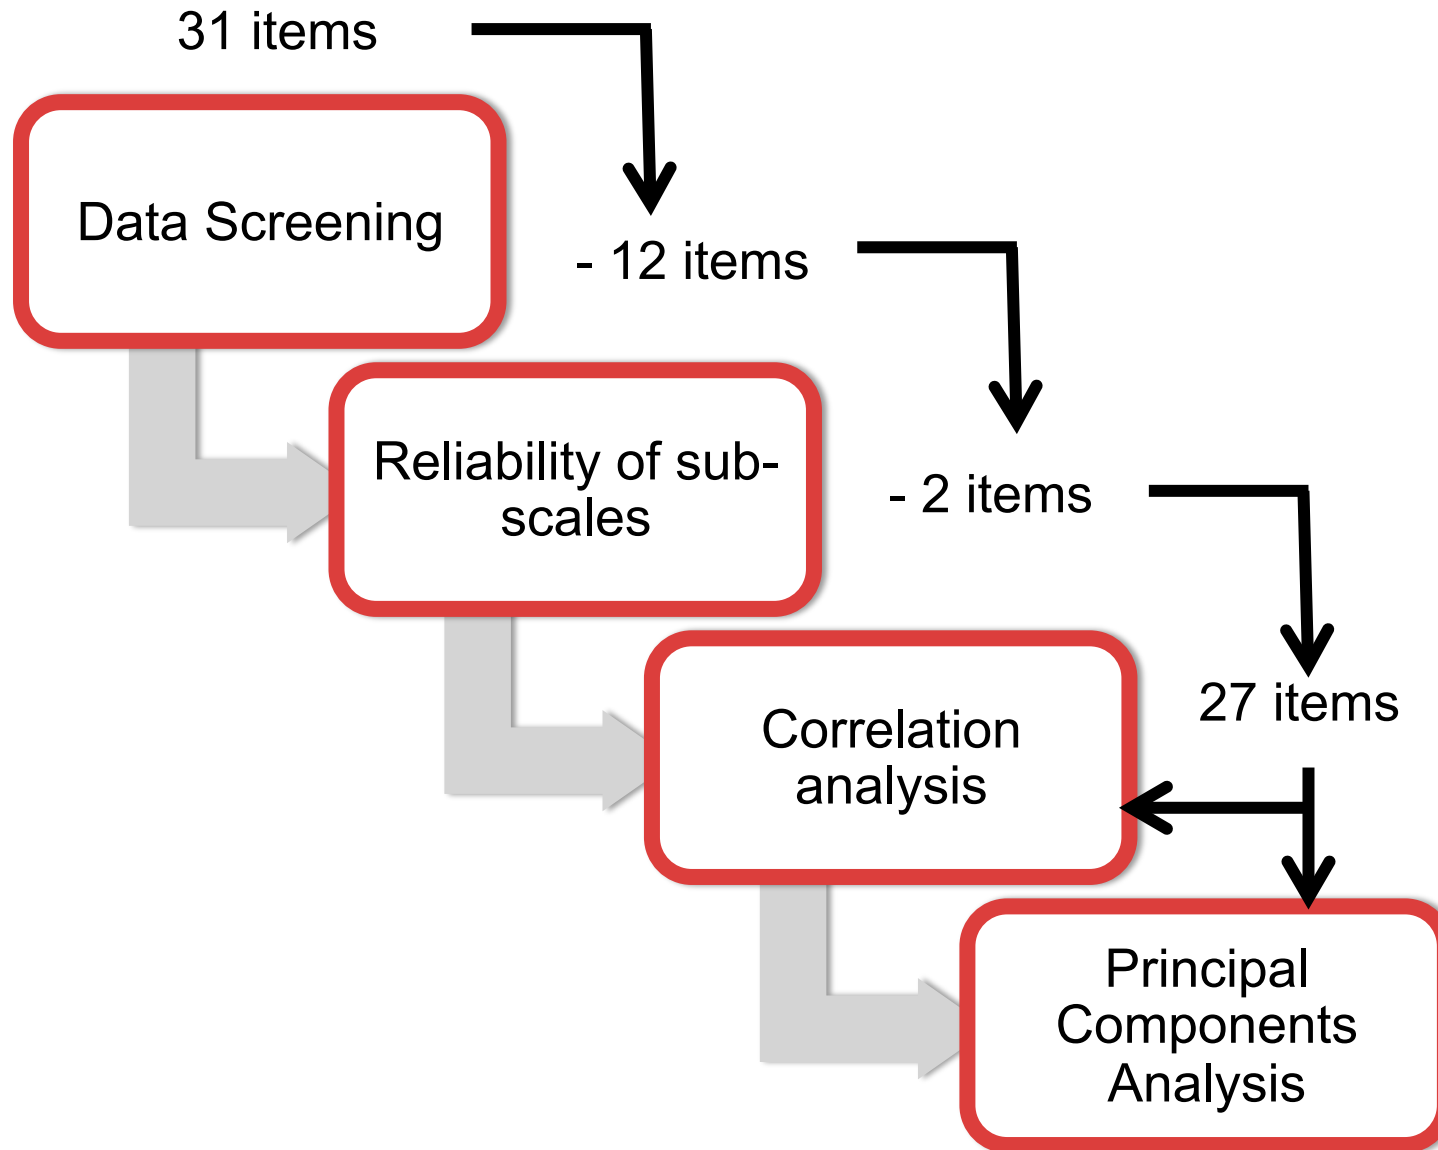 31 items
Data Screening
- 12 items
Reliability of sub-
scales
- 2 items
Correlation
analysis
27 items
Principal
Components
Analysis